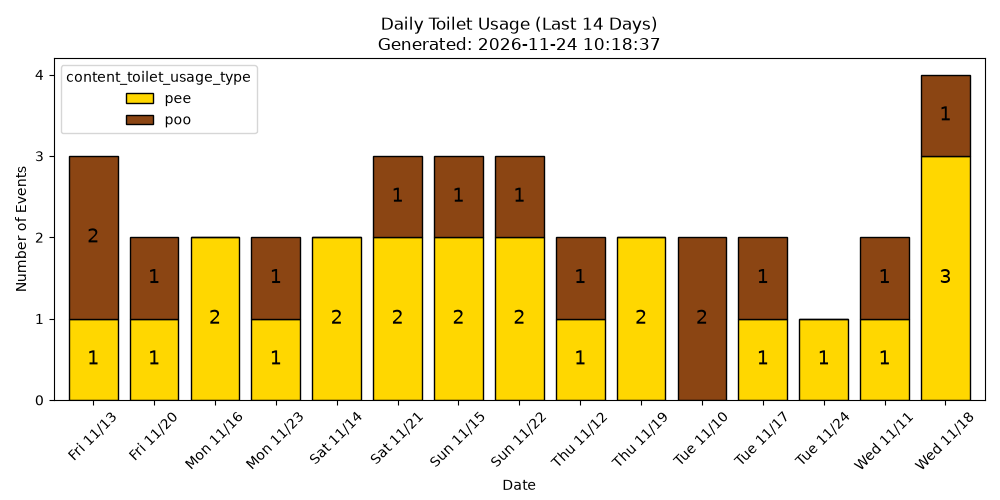 Daily Toilet Usage (Last 14 Days)
Generated: 2026-11-24 10:18:37
content_toilet_usage_type
pee
poo
Number of Events
4
3
2
1
0
2 1 1 1 1 1 1 1
1 1 2 1 2 2 2 2 1 2 2 1 1 1 3
Fri 11/13 Fri 11/20 Mon 11/16 Mon 11/23 Sat 11/14 Sat 11/21 Sun 11/15 Sun 11/22 Thu 11/12 Thu 11/19 Tue 11/10 Tue 11/17 Tue 11/24 Wed 11/11 Wed 11/18
Date